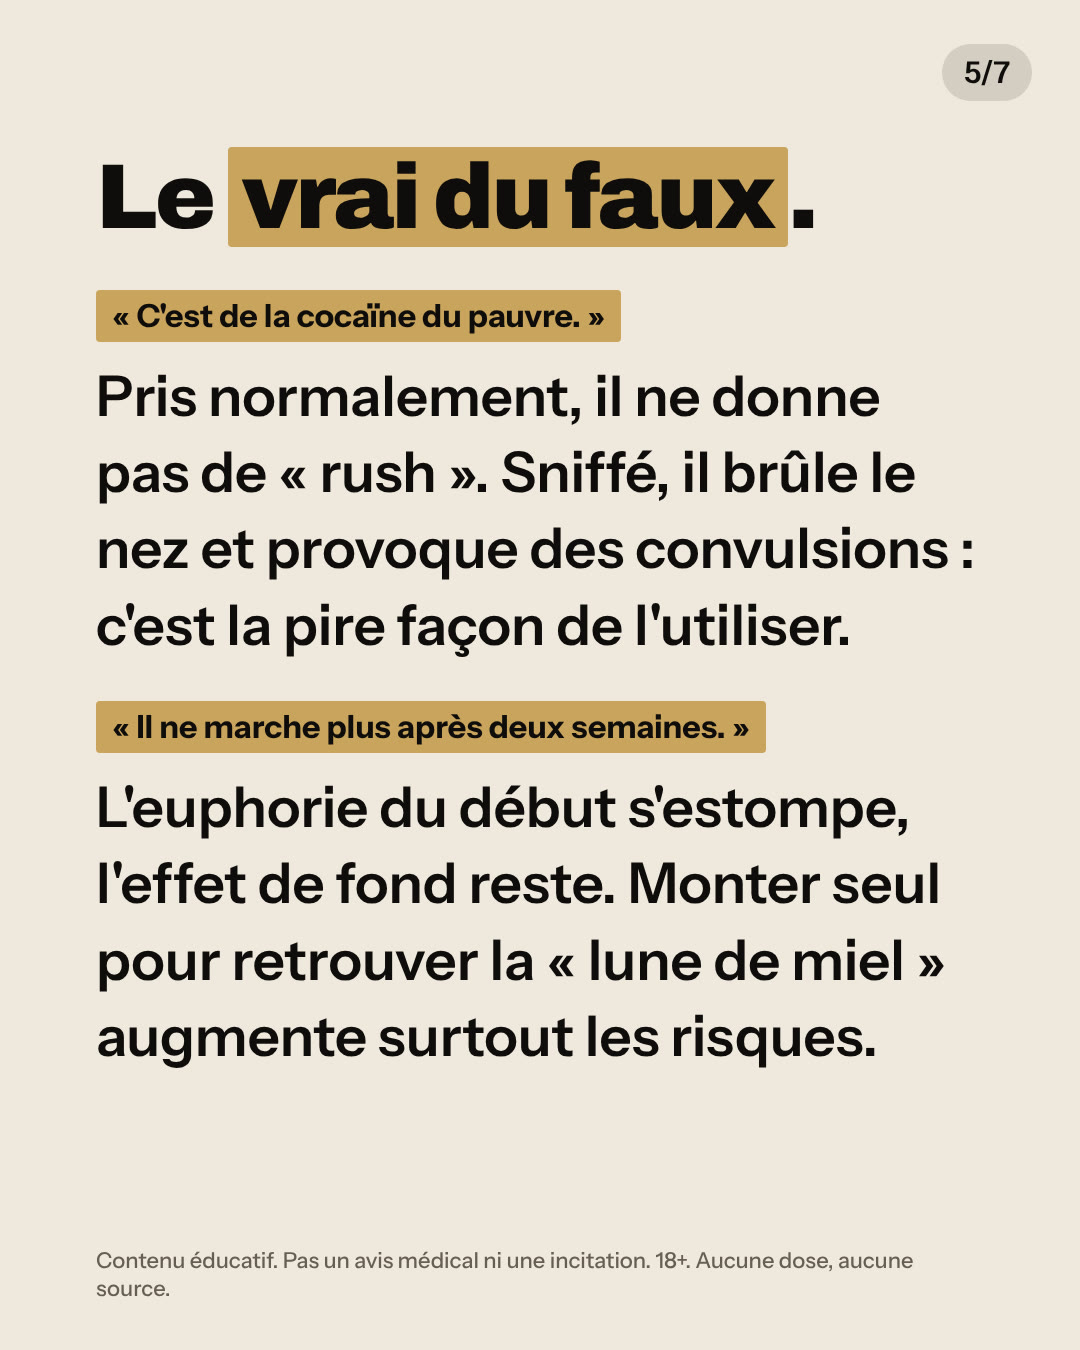 5/7
Le vrai du faux.
« C'est de la cocaïne du pauvre. »
Pris normalement, il ne donne
pas de « rush ». Sniffé, il brûle le
nez et provoque des convulsions :
c'est la pire façon de l'utiliser.
« Il ne marche plus après deux semaines. »
L'euphorie du début s'estompe,
l'effet de fond reste. Monter seul
pour retrouver la « lune de miel »
augmente surtout les risques.
Contenu éducatif. Pas un avis médical ni une incitation. 18+. Aucune dose, aucune
source.